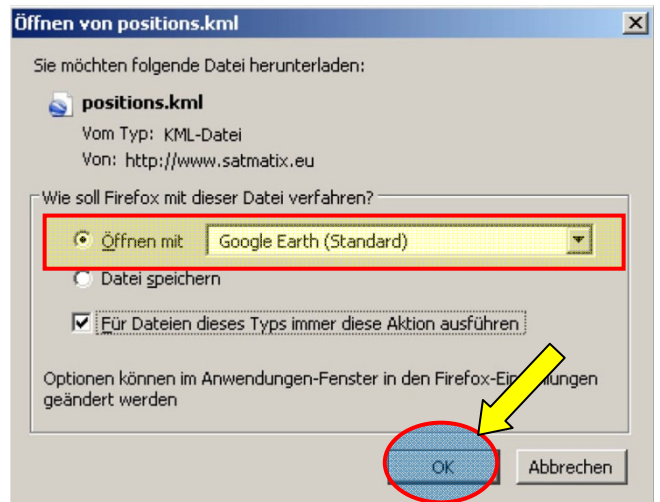 Öffnen von positions.kml
Sie möchten folgende Datei herunterladen:
positions.kml
Vom Typ: KML-Datei
Von: http://www.satmatix.eu
Wie soll Firefox mit dieser Datei verfahren?
Öffnen mit Google Earth (Standard)
Datei speichern
Für Dateien dieses Typs immer diese Aktion ausführen
Optionen können im Anwendungen-Fenster in den
geändert werden
OK Abbrechen